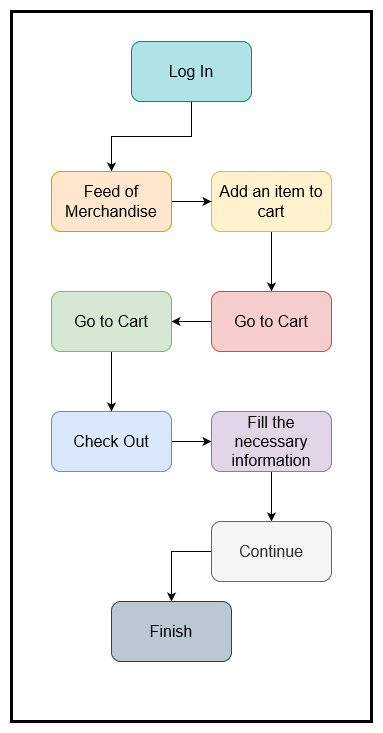 Log In
Feed of
Merchandise
Add an item to
cart
Go to Cart
Go to Cart
Check Out
Fill the
necessary
information
Continue
Finish